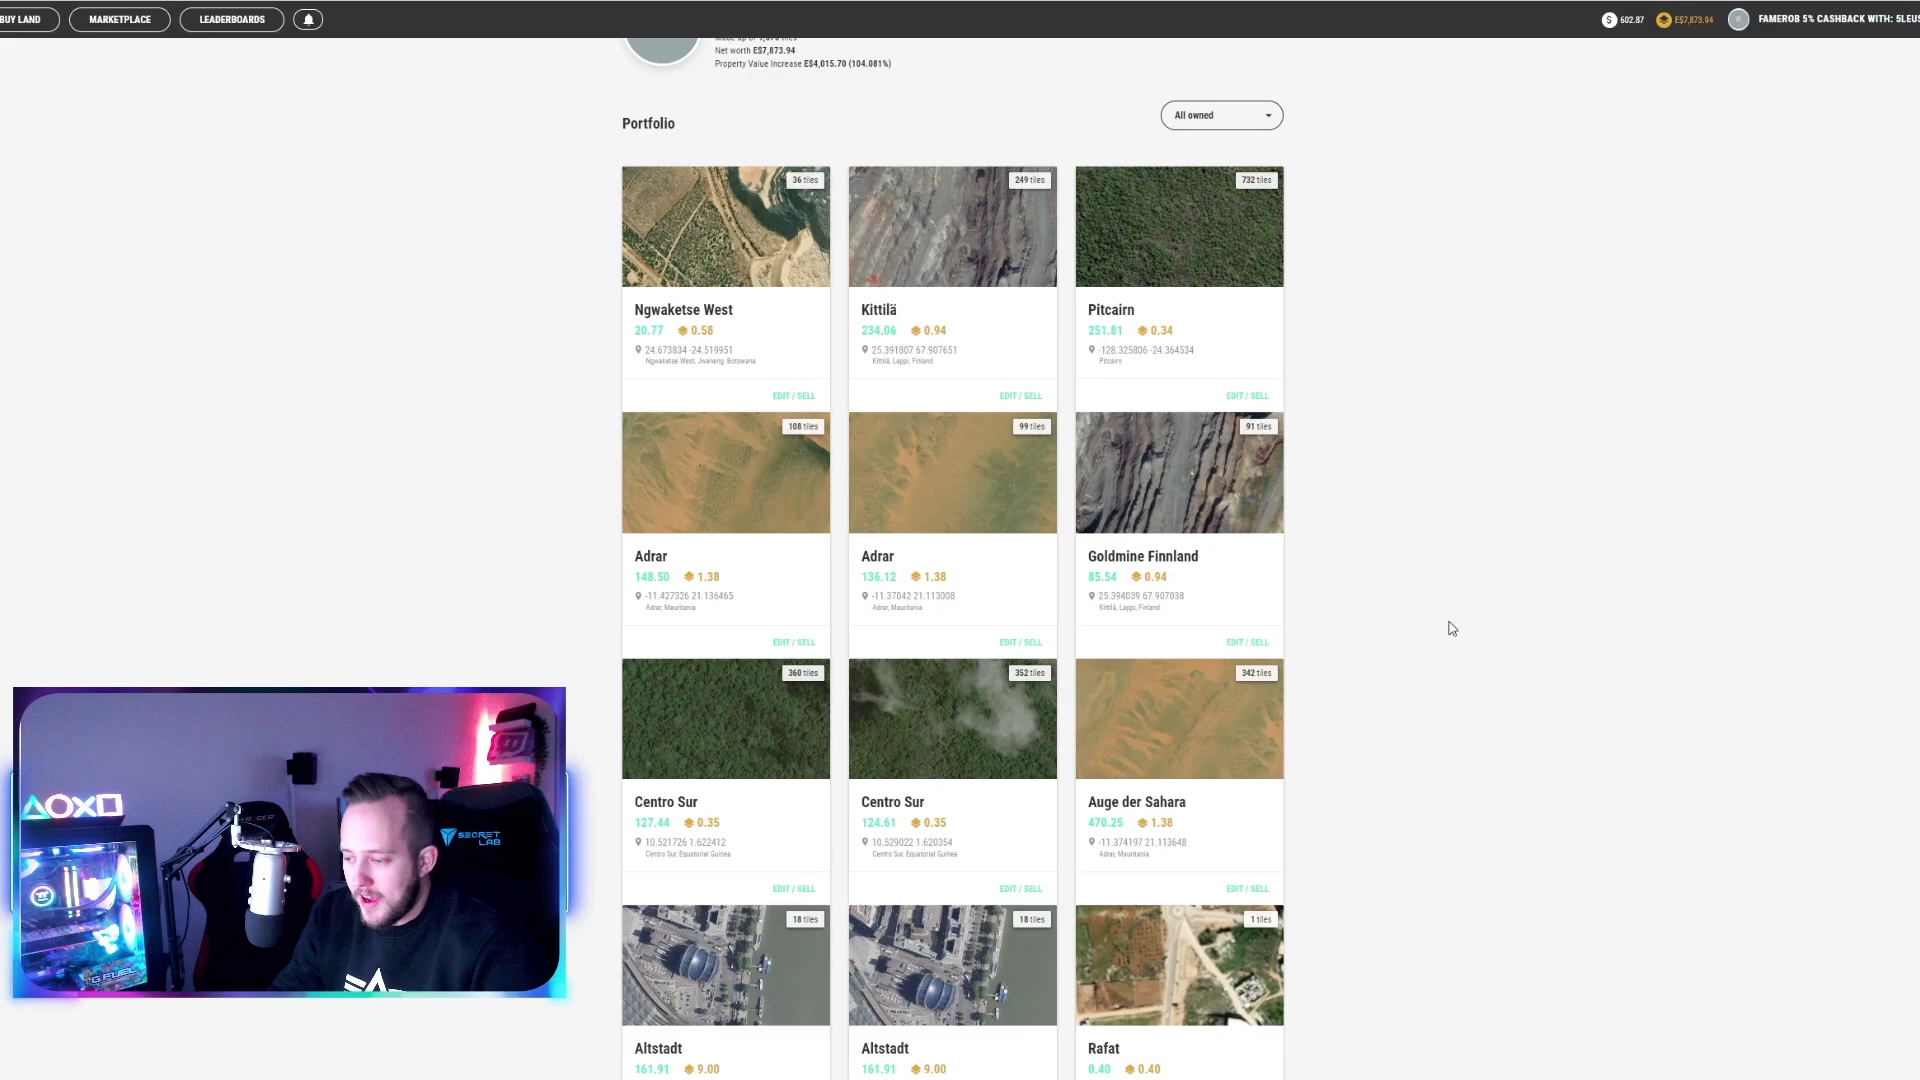 BUY LAND
MARKETPLACE
LEADERBOARDS
602.87
E$7,873.94
FAMEROB 5% CASHBACK WITH: 5LEUS
Net worth E$7,873.94
Property Value Increase E$4,015.70 (104.081%)
Portfolio
All owned
36 tiles
249 tiles
732 tiles
Ngwaketse West
20.77 0.58
24.673834 -24.519951
Ngwaketse West, Jwaneng, Botswana
EDIT / SELL
Kittilä
234.06 0.94
25.391807 67.907651
Kittilä, Lappi, Finland
EDIT / SELL
Pitcairn
251.81 0.34
-128.325806 -24.364534
Pitcairn
EDIT / SELL
108 tiles
99 tiles
91 tiles
Adrar
148.50 1.38
-11.427326 21.136465
Adrar, Mauritania
EDIT / SELL
Adrar
136.12 1.38
-11.37042 21.113008
Adrar, Mauritania
EDIT / SELL
Goldmine Finnland
85.54 0.94
25.394039 67.907038
Kittilä, Lappi, Finland
EDIT / SELL
360 tiles
352 tiles
342 tiles
Centro Sur
127.44 0.35
10.521726 1.622412
Centro Sur, Equatorial Guinea
EDIT / SELL
Centro Sur
124.61 0.35
10.529022 1.620354
Centro Sur, Equatorial Guinea
EDIT / SELL
Auge der Sahara
470.25 1.38
-11.374197 21.113648
Adrar, Mauritania
EDIT / SELL
18 tiles
18 tiles
1 tiles
Altstadt
161.91 9.00
Altstadt
161.91 9.00
Rafat
0.40 0.40
SECRET
LAB
G FUEL